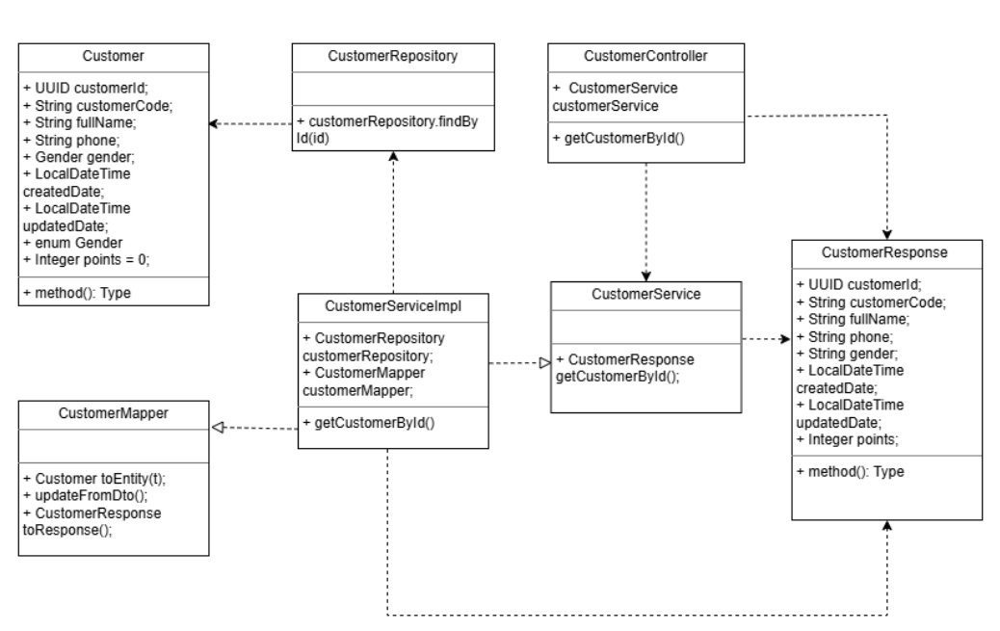 Customer
+ UUID customerId;
+ String customerCode;
+ String fullName;
+ String phone;
+ Gender gender;
+ LocalDateTime
createdDate;
+ LocalDateTime
updatedDate;
+ enum Gender
+ Integer points = 0;
+ method(): Type
CustomerRepository
+ customerRepository.findBy
Id(id)
CustomerController
+ CustomerService
customerService
+ getCustomerById()
CustomerServiceImpl
+ CustomerRepository
customerRepository;
+ CustomerMapper
customerMapper;
+ getCustomerById()
CustomerService
+ CustomerResponse
getCustomerById();
CustomerResponse
+ UUID customerId;
+ String customerCode;
+ String fullName;
+ String phone;
+ String gender;
+ LocalDateTime
createdDate;
+ LocalDateTime
updatedDate;
+ Integer points;
+ method(): Type
CustomerMapper
+ Customer toEntity(t);
+ updateFromDto();
+ CustomerResponse
toResponse();